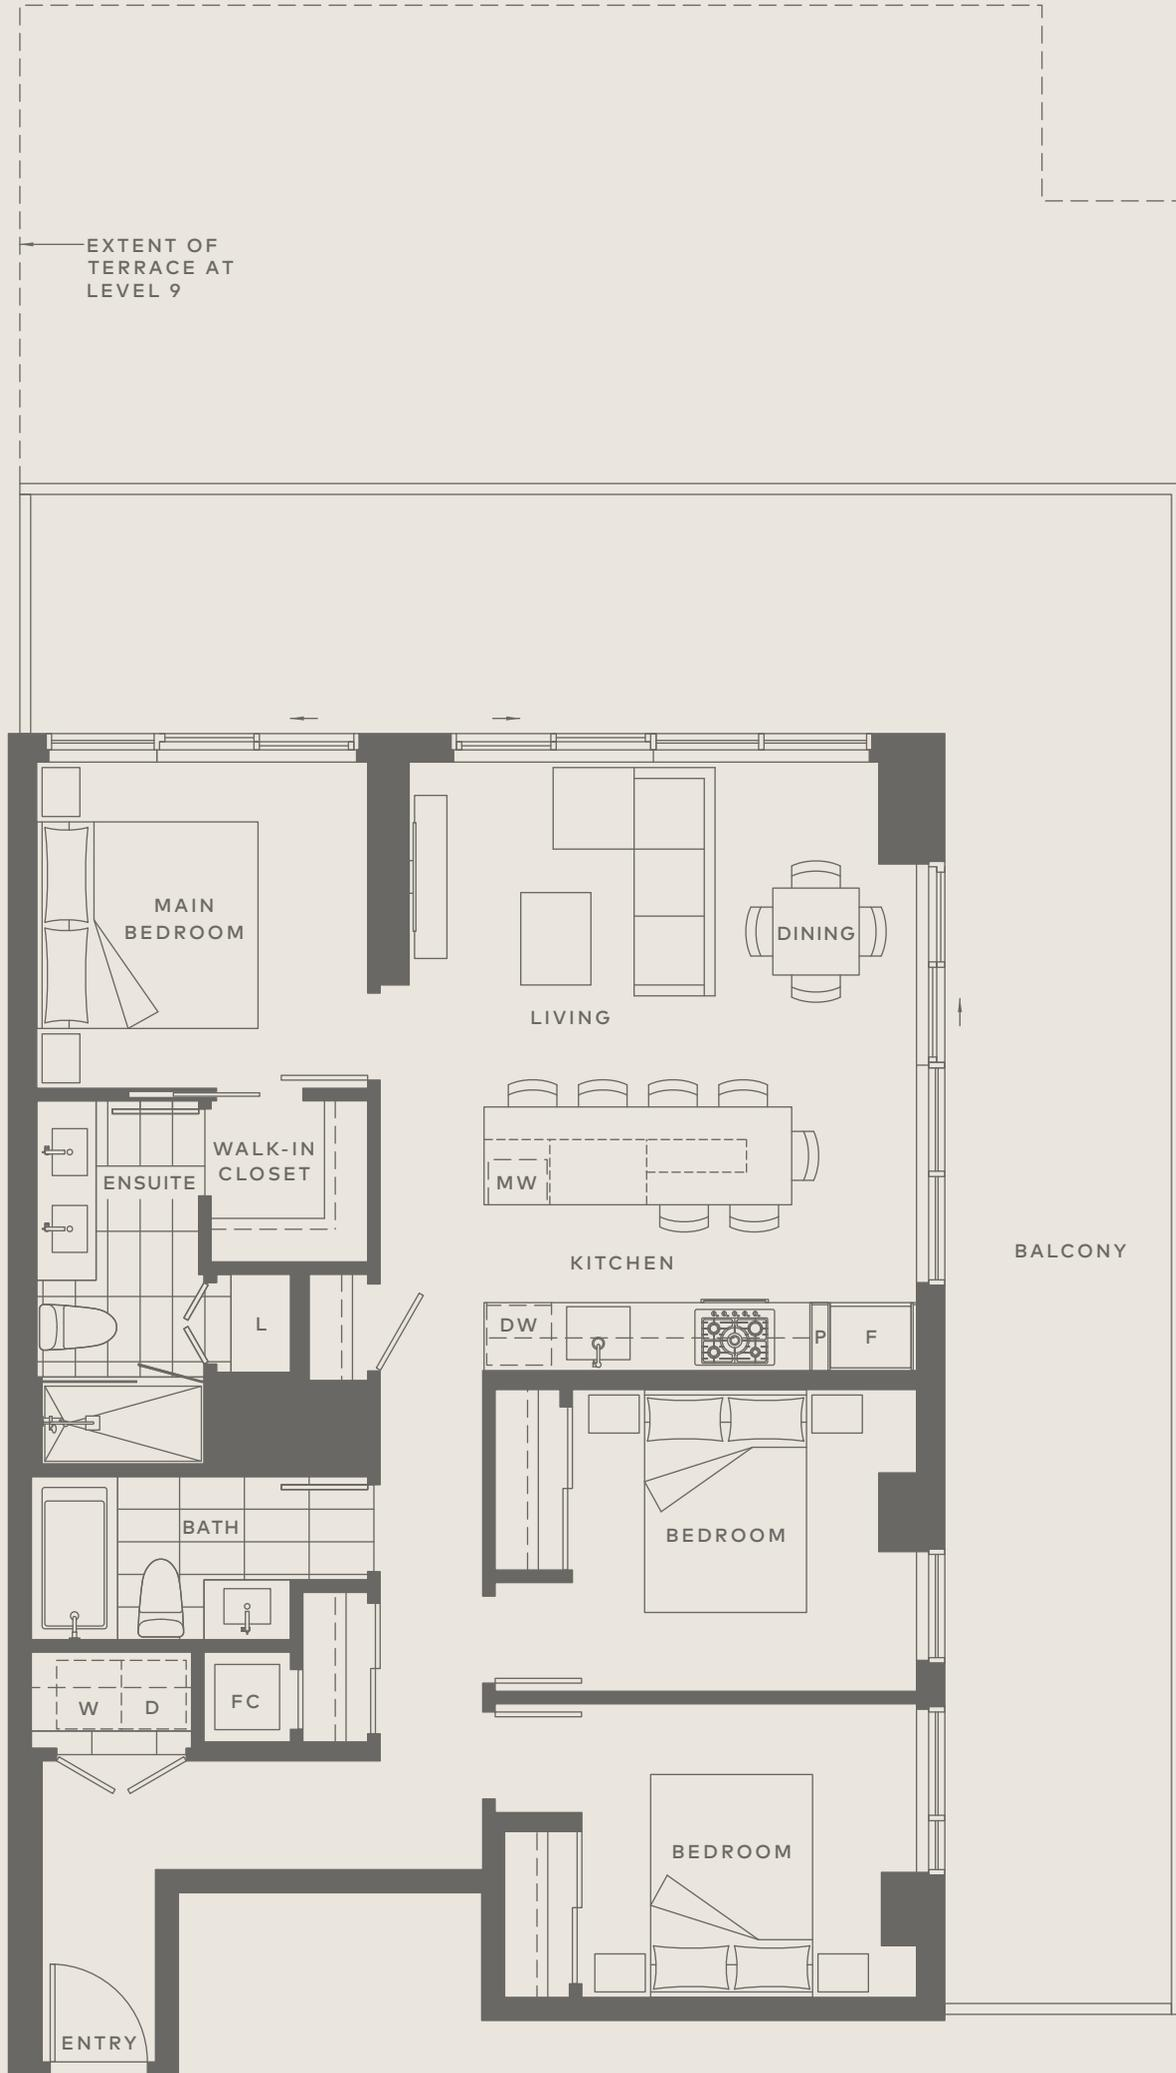 EXTENT OF
TERRACE AT
LEVEL 9
MAIN
BEDROOM
DINING
LIVING
WALK-IN
CLOSET
ENSUITE
MW
BALCONY
KITCHEN
L
DW
P
F
BATH
BEDROOM
FC
W
D
BEDROOM
ENTRY